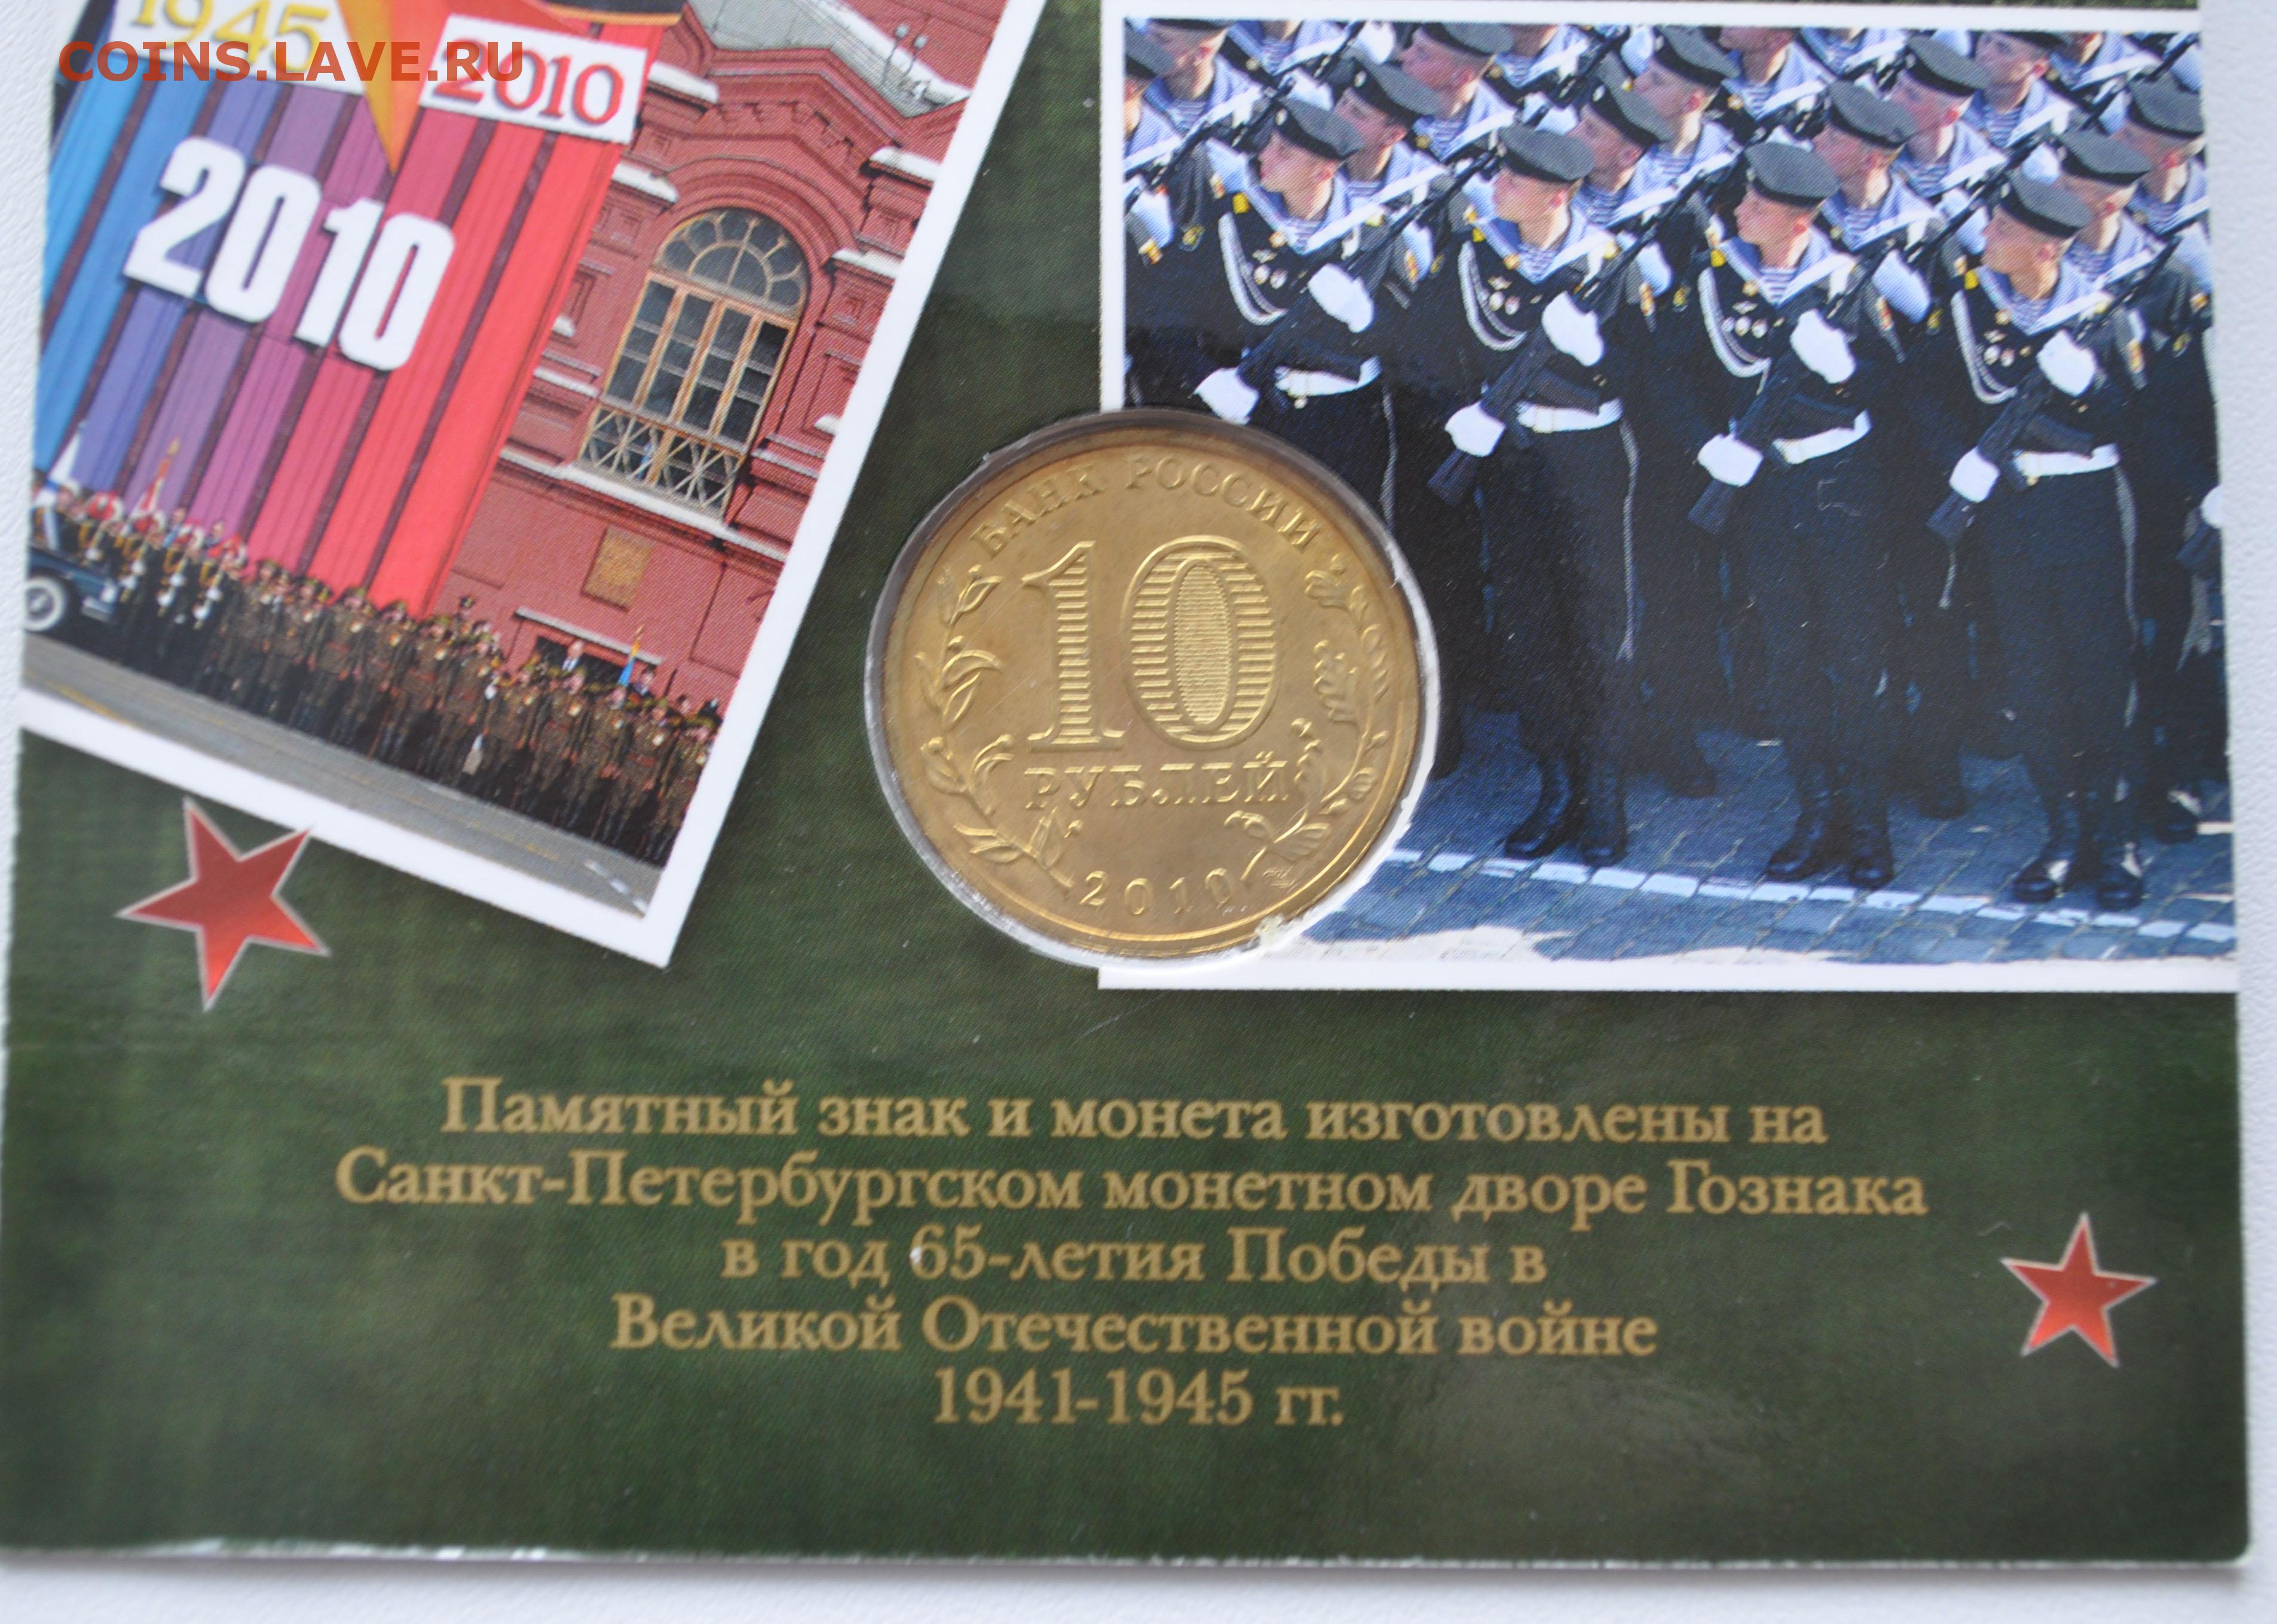 1945
COINS.LAVE.RU
2010
2010
БАНК РОССИИ
10
РУБЛЕЙ
2010
Памятный знак и монета изготовлены на
Санкт-Петербургском монетном дворе Гознака
в год 65-летия Победы в
Великой Отечественной войне
1941-1945 гг.